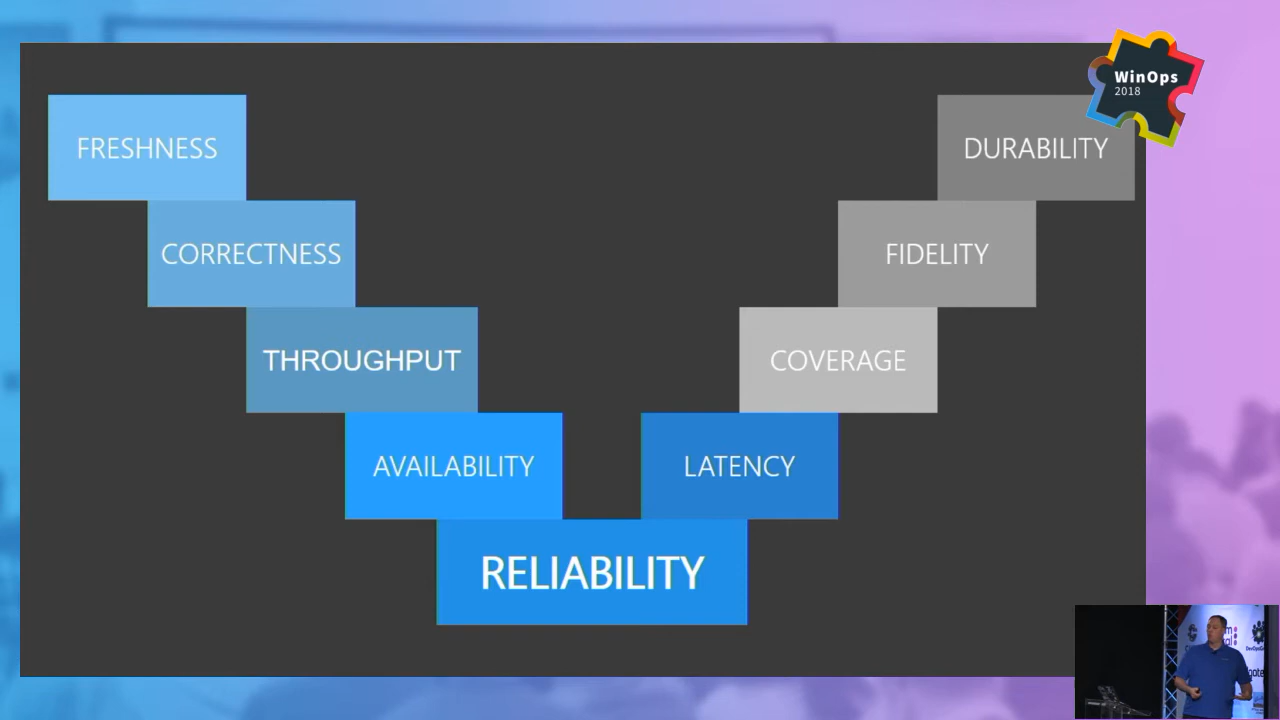 WinOps
2018
FRESHNESS
DURABILITY
CORRECTNESS
FIDELITY
THROUGHPUT
COVERAGE
AVAILABILITY
LATENCY
RELIABILITY